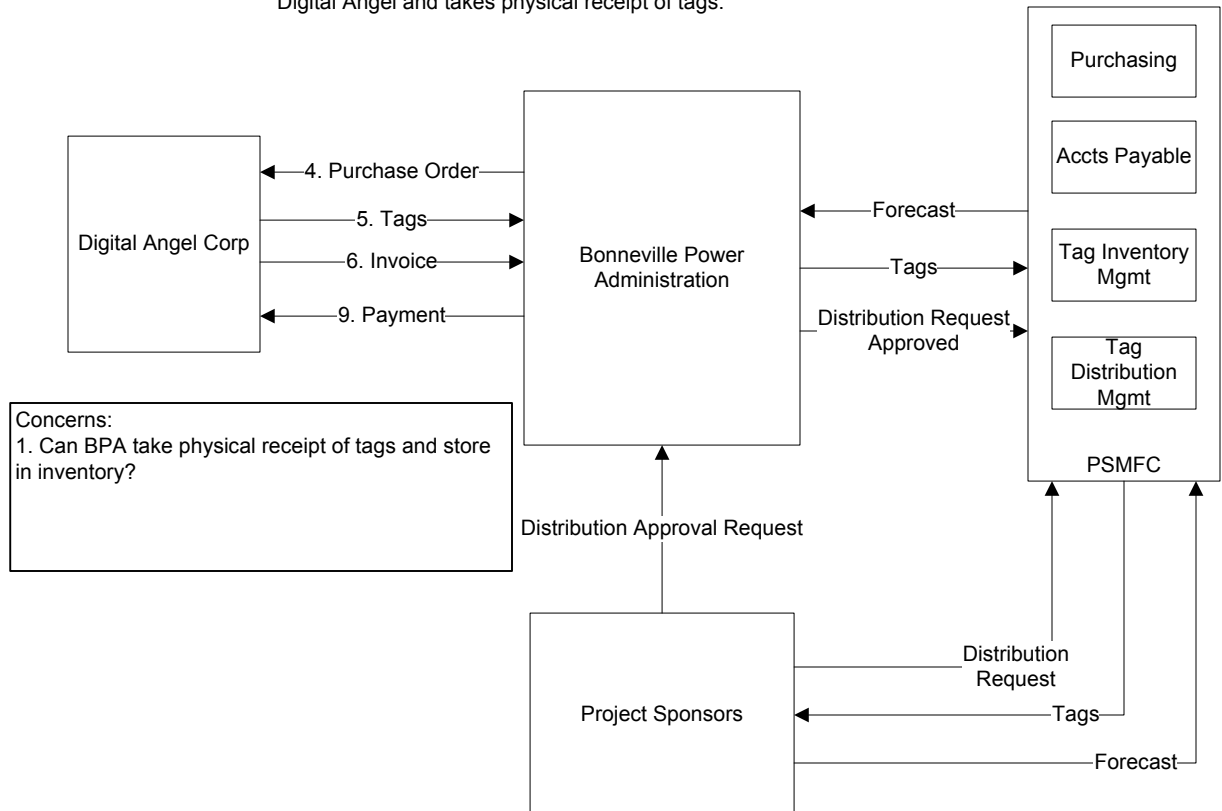 Digital Angel and takes physical receipt of tags.
Purchasing
Accts Payable
Tag Inventory
Mgmt
Tag
Distribution
Mgmt
PSMFC
Digital Angel Corp
4. Purchase Order
5. Tags
6. Invoice
9. Payment
Bonneville Power
Administration
Forecast
Tags
Distribution Request
Approved
Concerns:
1. Can BPA take physical receipt of tags and store
in inventory?
Distribution Approval Request
Project Sponsors
Distribution
Request
Tags
Forecast